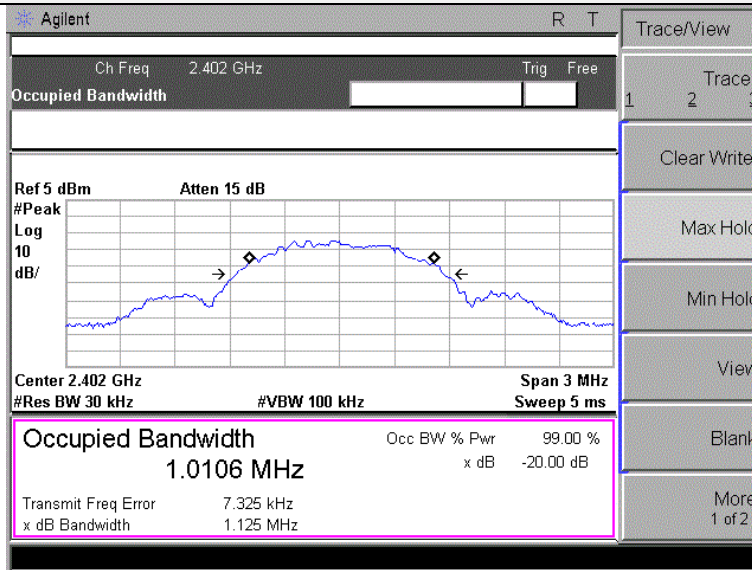 Agilent R T
Ch Freq 2.402 GHz Trig Free
Occupied Bandwidth
Ref 5 dBm Atten 15 dB
#Peak
Log
10
dB/
Center 2.402 GHz Span 3 MHz
#Res BW 30 kHz #VBW 100 kHz Sweep 5 ms
Occupied Bandwidth Occ BW % Pwr 99.00 %
1.0106 MHz x dB -20.00 dB
Transmit Freq Error 7.325 kHz
x dB Bandwidth 1.125 MHz
Trace/View
Trace
1 2
Clear Write
Max Hold
Min Hold
View
Blank
More
1 of 2